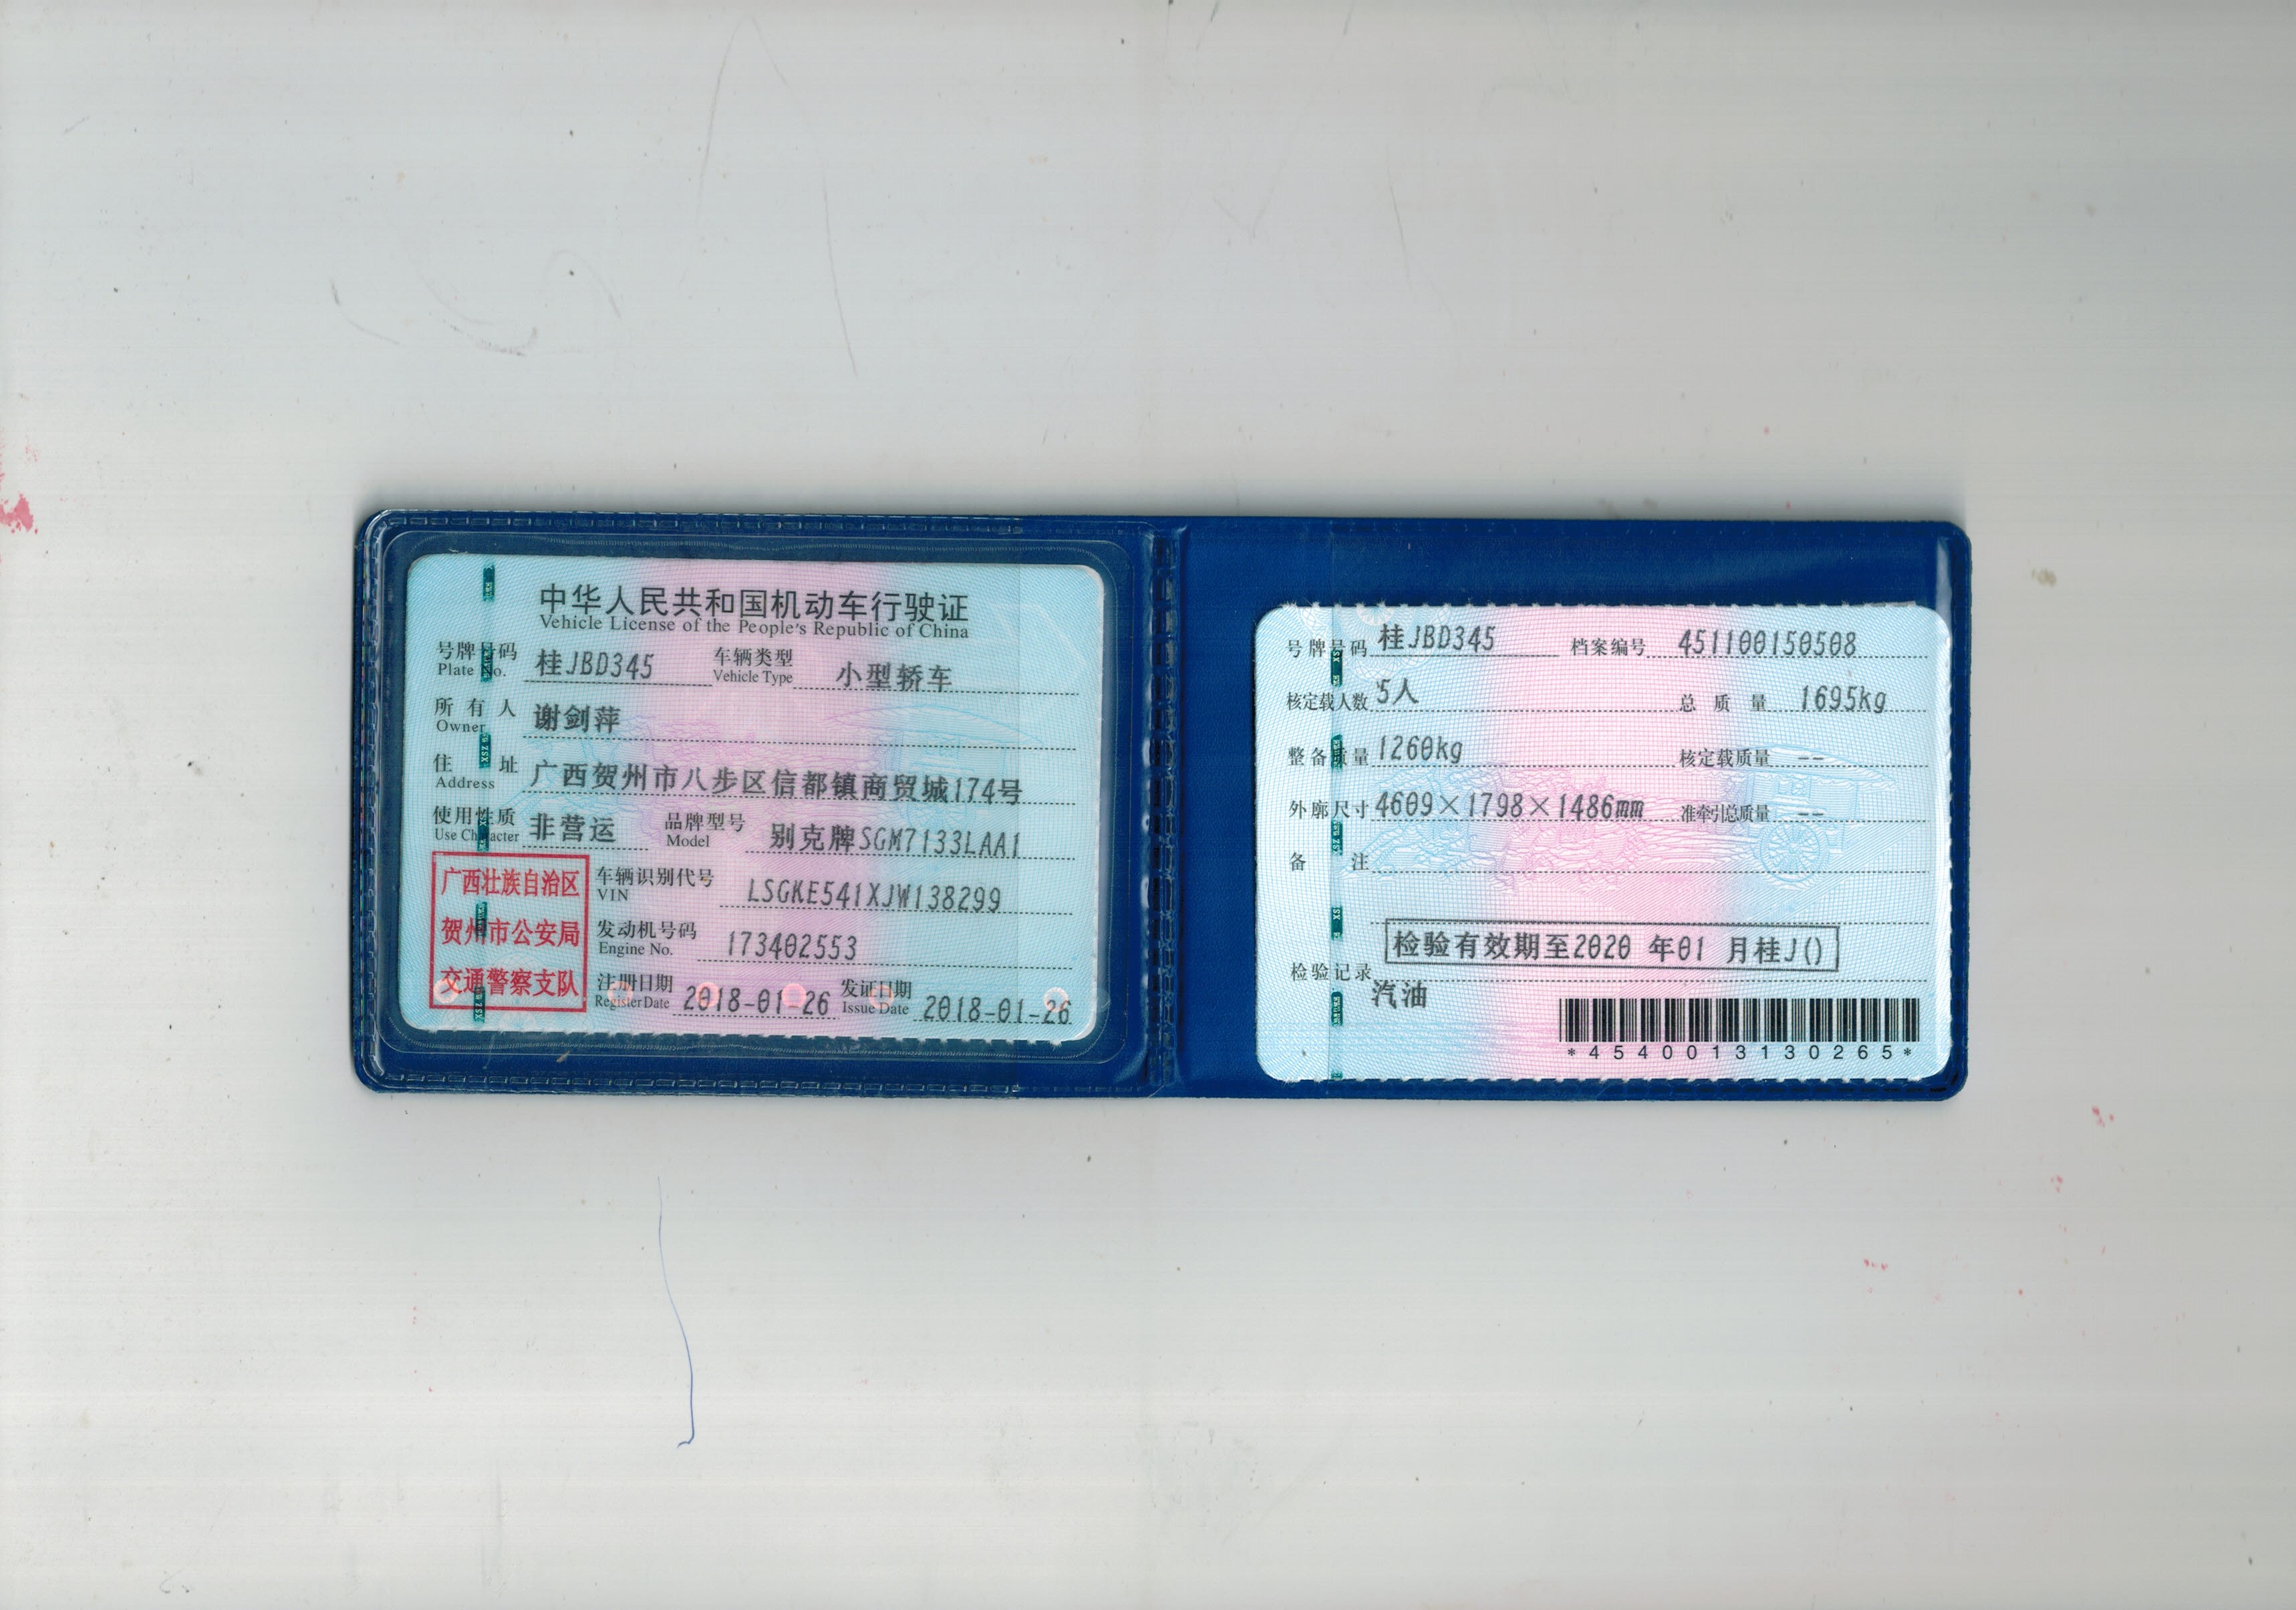 中华人民共和国机动车行驶证
Vehicle License of the People's Republic of China
号牌号码 桂JBD345 车辆类型 小型轿车
Plate No. Vehicle Type
所有人 谢剑萍
Owner
住址 广西贺州市八步区信都镇商贸城174号
Address
使用性质 非营运 品牌型号 别克牌SGM7133LAA1
Use Character Model
广西壮族自治区
贺州市公安局
交通警察支队
车辆识别代号 LSGKE541XJW138299
VIN
发动机号码 173402553
Engine No.
注册日期 2018-01-26 发证日期 2018-01-26
Register Date Issue Date
号牌号码 桂JBD345 档案编号 451100150508
核定载人数 5人 总质量 1695kg
整备质量 1260kg 核定载质量 --
外廓尺寸 4609×1798×1486mm 准牵引总质量 --
备注
检验有效期至2020 年01 月桂J()
检验记录
汽油
*4540013130265*